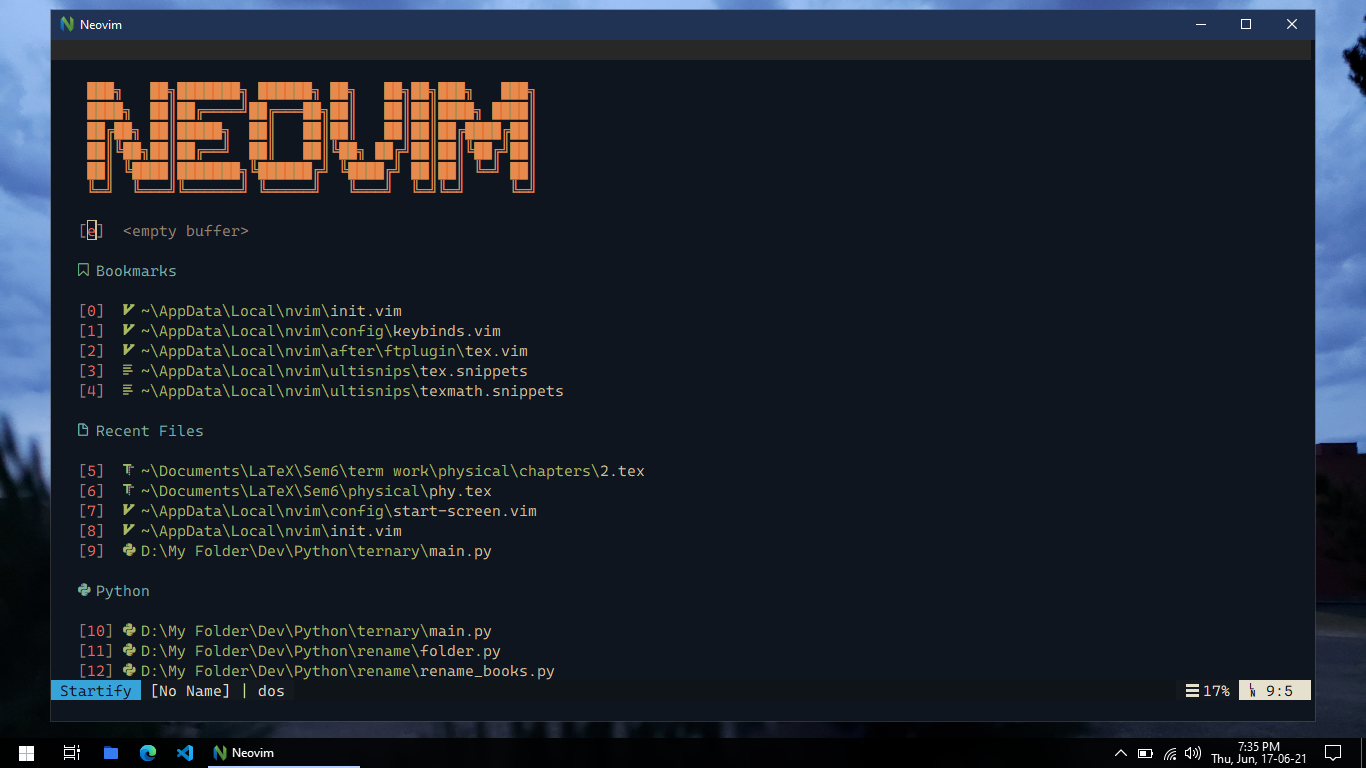 Neovim
NEOVIM
[e] <empty buffer>
Bookmarks
[0] ~\AppData\Local\nvim\init.vim
[1] ~\AppData\Local\nvim\config\keybinds.vim
[2] ~\AppData\Local\nvim\after\ftplugin\tex.vim
[3] ~\AppData\Local\nvim\ultisnips\tex.snippets
[4] ~\AppData\Local\nvim\ultisnips\texmath.snippets
Recent Files
[5] ~\Documents\LaTeX\Sem6\term work\physical\chapters\2.tex
[6] ~\Documents\LaTeX\Sem6\physical\phy.tex
[7] ~\AppData\Local\nvim\config\start-screen.vim
[8] ~\AppData\Local\nvim\init.vim
[9] D:\My Folder\Dev\Python\ternary\main.py
Python
[10] D:\My Folder\Dev\Python\ternary\main.py
[11] D:\My Folder\Dev\Python\rename\folder.py
[12] D:\My Folder\Dev\Python\rename\rename_books.py
Startify [No Name] | dos 17% LN 9:5
Neovim
7:35 PM
Thu, Jun, 17-06-21